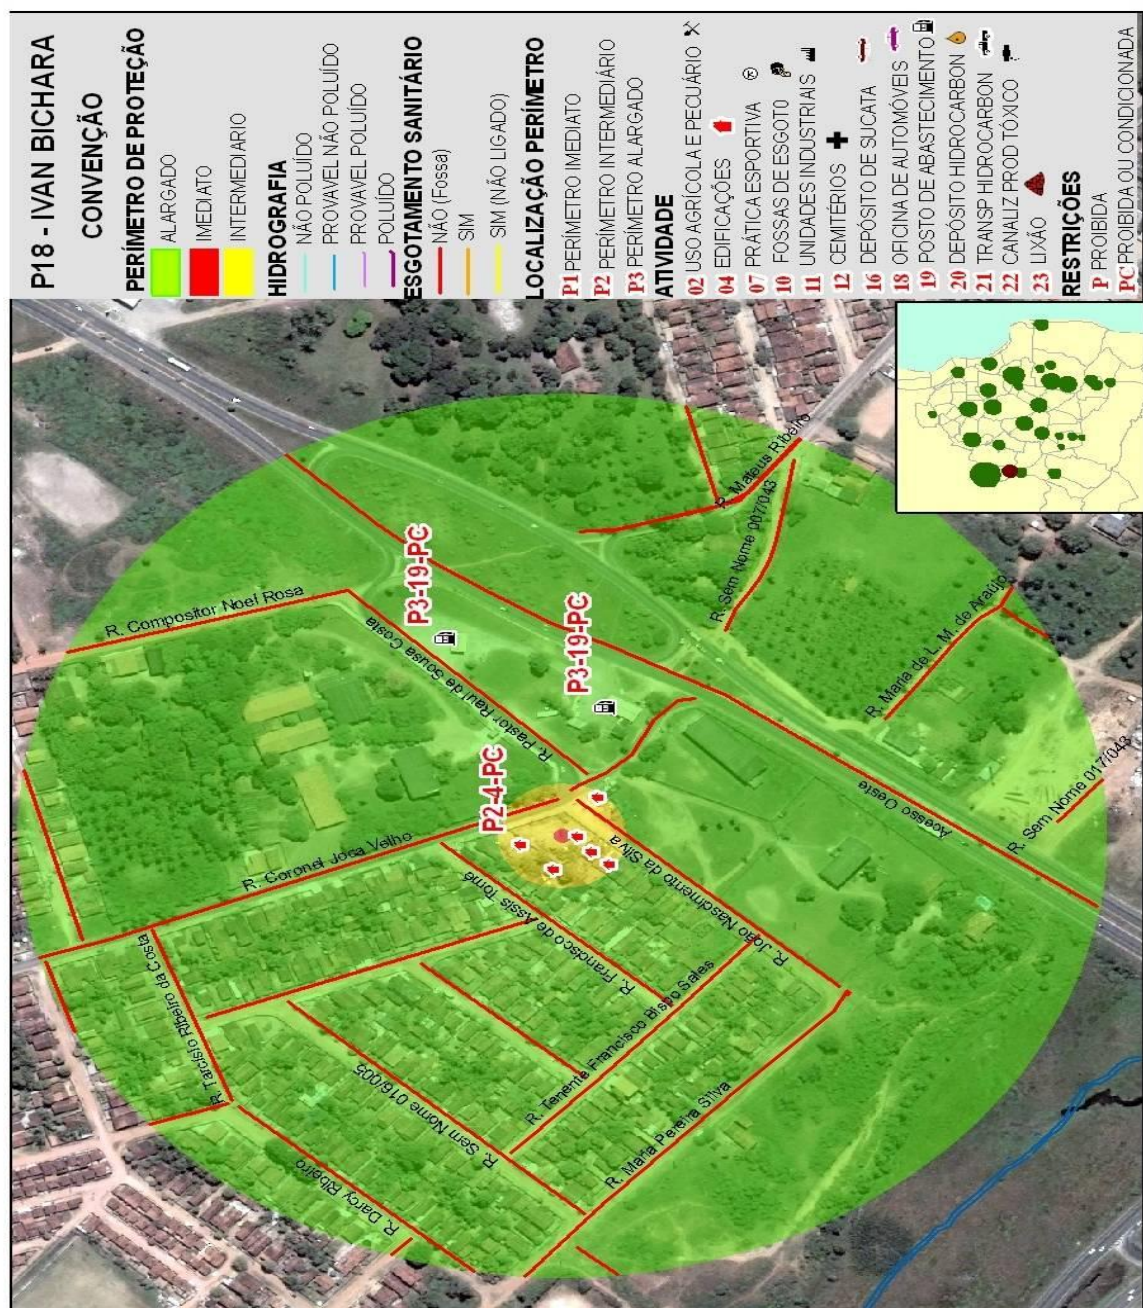 P18 - IVAN BICHARA
CONVENÇÃO
PERÍMETRO DE PROTEÇÃO
ALARGADO
IMEDIATO
INTERMEDIARIO
HIDROGRAFIA
NÃO POLUÍDO
PROVAVEL NÃO POLUÍDO
PROVAVEL POLUÍDO
POLUÍDO
ESGOTAMENTO SANITÁRIO
NÃO (Fossa)
SIM
SIM (NÃO LIGADO)
LOCALIZAÇÃO PERÍMETRO
P1 PERÍMETRO IMEDIATO
P2 PERÍMETRO INTERMEDIÁRIO
P3 PERÍMETRO ALARGADO
ATIVIDADE
02 USO AGRÍCOLA E PECUÁRIO
04 EDIFICAÇÕES
07 PRÁTICA ESPORTIVA
10 FOSSAS DE ESGOTO
11 UNIDADES INDUSTRIAIS
12 CEMITÉRIOS
16 DEPÓSITO DE SUCATA
18 OFICINA DE AUTOMÓVEIS
19 POSTO DE ABASTECIMENTO
20 DEPÓSITO HIDROCARBON
21 TRANSP HIDROCARBON
22 CANALIZ PROD TOXICO
23 LIXÃO
RESTRIÇÕES
P PROIBIDA
PC PROIBIDA OU CONDICIONADA
R. Compositor Noel Rosa
P3-19-PC
R. Pastor Raul de Sousa Costa
P3-19-PC
P2-4-PC
R. Mateus Ribeiro
R. Sem Nome 007/043
R. Maria de L. M. de Araújo
R. Sem Nome 017/043
Acesso Oeste
R. Coronel Joca Velho
R. João Nascimento da Silva
R. Francisco de Assis Tomé
R. Tarcísio Ribeiro da Costa
R. Tenente Francisco Bispo Sales
R. Sem Nome 016/005
R. Maria Pereira Silva
R. Darcy Ribeiro